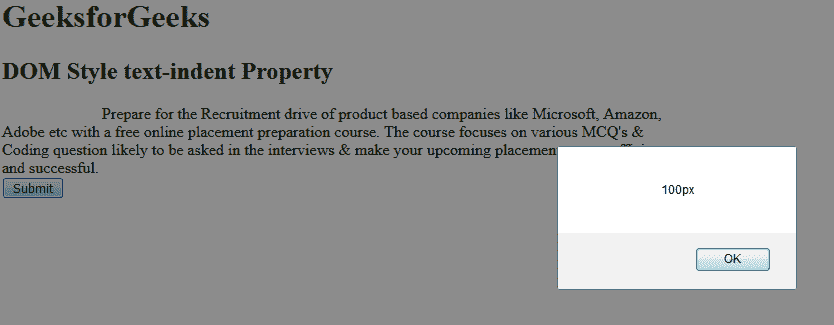 GeeksforGeeks
DOM Style text-indent Property
Prepare for the Recruitment drive of product based companies like Microsoft, Amazon,
Adobe etc with a free online placement preparation course. The course focuses on various MCQ's &
Coding question likely to be asked in the interviews & make your upcoming placement
and successful.
Submit
100px
OK